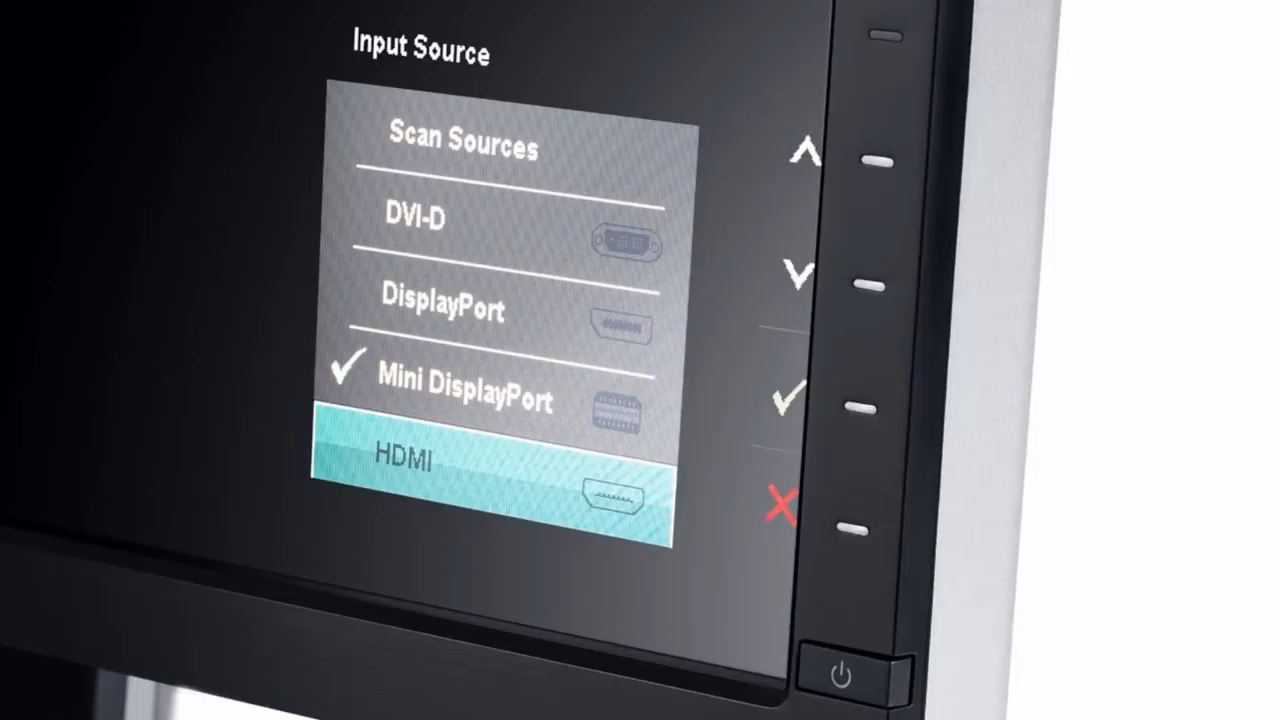 Input Source
Scan Sources
DVI-D
DisplayPort
Mini DisplayPort
HDMI